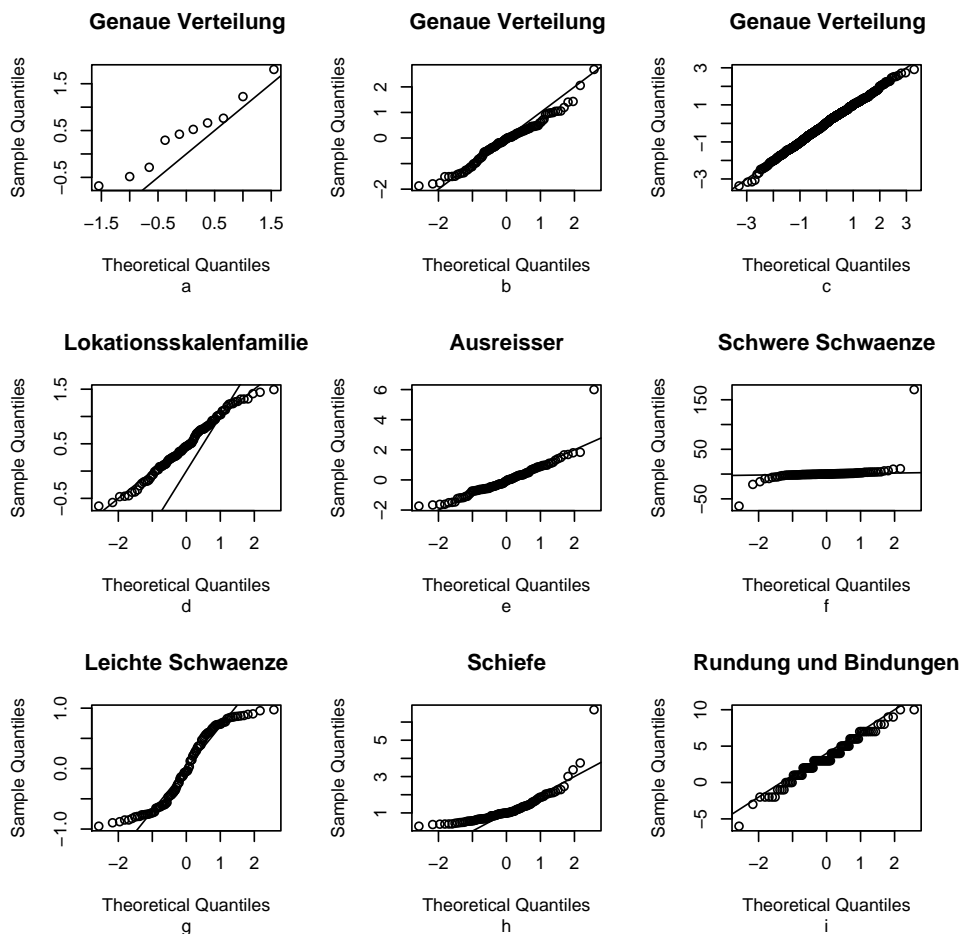 Genaue Verteilung
Genaue Verteilung
Genaue Verteilung
Sample Quantiles
−0.5 0.5 1.5
−1.5 −0.5 0.5 1.5
Theoretical Quantiles
a
Sample Quantiles
−2 0 1 2
−2 0 1 2
Theoretical Quantiles
b
Sample Quantiles
−3 −1 1 3
−3 −1 1 2 3
Theoretical Quantiles
c
Lokationsskalenfamilie
Ausreisser
Schwere Schwaenze
Sample Quantiles
−0.5 0.5 1.5
−2 0 1 2
Theoretical Quantiles
d
Sample Quantiles
−2 0 2 4 6
−2 0 1 2
Theoretical Quantiles
e
Sample Quantiles
−50 50 150
−2 0 1 2
Theoretical Quantiles
f
Leichte Schwaenze
Schiefe
Rundung und Bindungen
Sample Quantiles
−1.0 0.0 1.0
−2 0 1 2
Theoretical Quantiles
g
Sample Quantiles
1 3 5
−2 0 1 2
Theoretical Quantiles
h
Sample Quantiles
−5 0 5 10
−2 0 1 2
Theoretical Quantiles
i